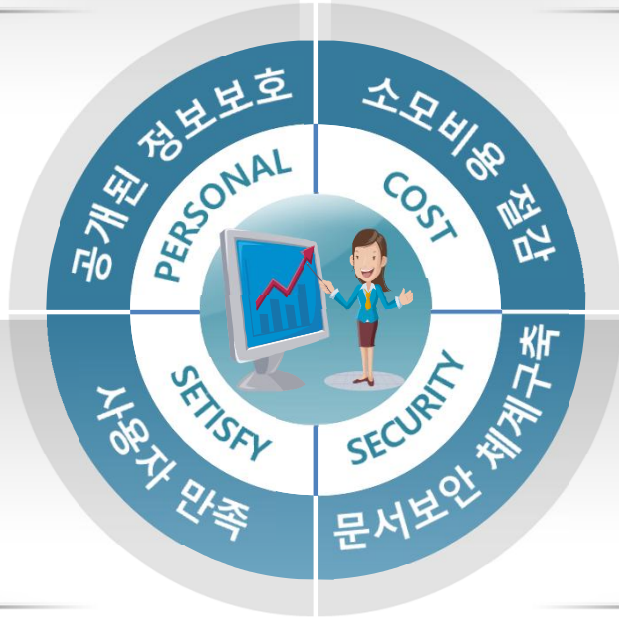 공개된 정보보호
PERSONAL
소모비용 절감
COST
사용자 만족
SETISFY
문서보안 체계구축
SECURITY